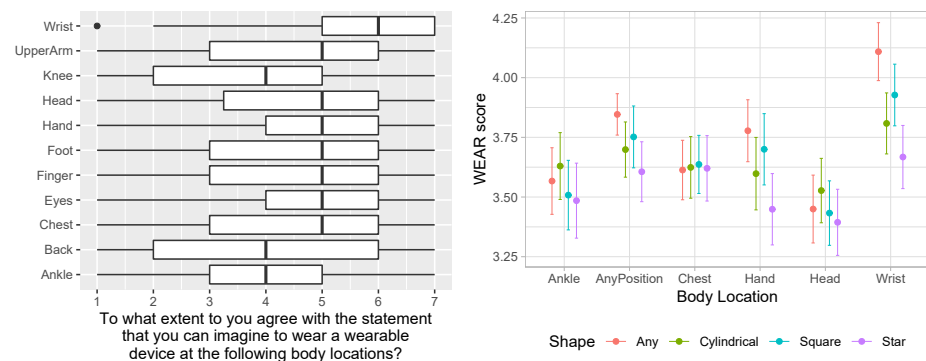 Wrist
UpperArm
Knee
Head
Hand
Foot
Finger
Eyes
Chest
Back
Ankle
1 2 3 4 5 6 7
To what extent to you agree with the statement
that you can imagine to wear a wearable
device at the following body locations?
WEAR score
4.25
4.00
3.75
3.50
3.25
Ankle AnyPosition Chest Hand Head Wrist
Body Location
Shape Any Cylindrical Square Star